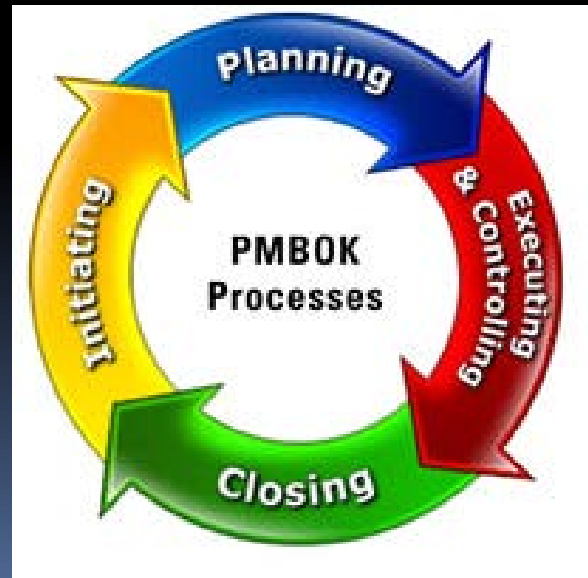 Planning
Executing
& Controlling
Closing
Initiating
PMBOK
Processes